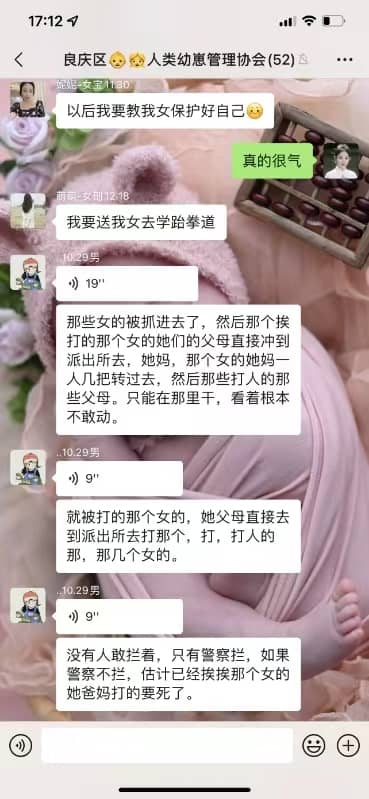 17:12
良庆区👶👧人类幼崽管理协会(52)
妮妮-女宝 11.30
以后我要教我女保护好自己
真的很气
萌萌-女刨 12.18
我要送我女去学跆拳道
..10.29男
19''
那些女的被抓进去了，然后那个挨
打的那个女的她们的父母直接冲到
派出所去，她妈，那个女的她妈一
人几把转过去，然后那些打人的那
些父母。只能在那里干，看着根本
不敢动。
..10.29男
9''
就被打的那个女的，她父母直接去
到派出所去打那个，打，打人的
那，那几个女的。
..10.29男
9''
没有人敢拦着，只有警察拦，如果
警察不拦，估计已经挨挨那个女的
她爸妈打的要死了。